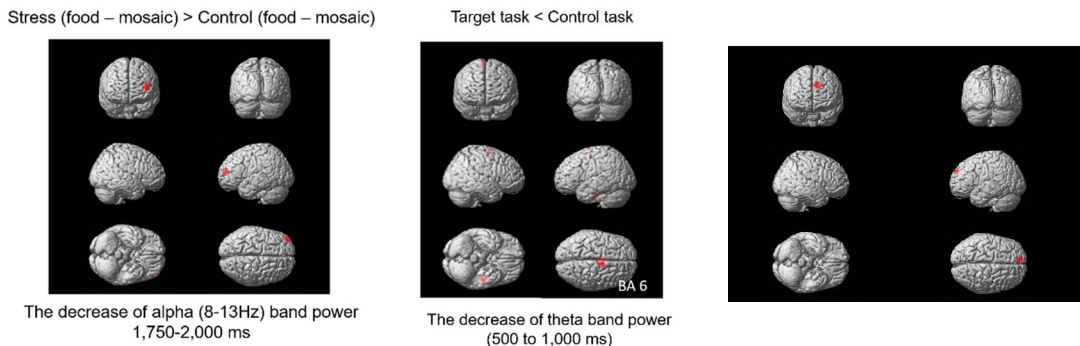 Stress (food – mosaic) > Control (food – mosaic)
Target task < Control task
BA 6
The decrease of alpha (8-13Hz) band power
1,750-2,000 ms
The decrease of theta band power
(500 to 1,000 ms)